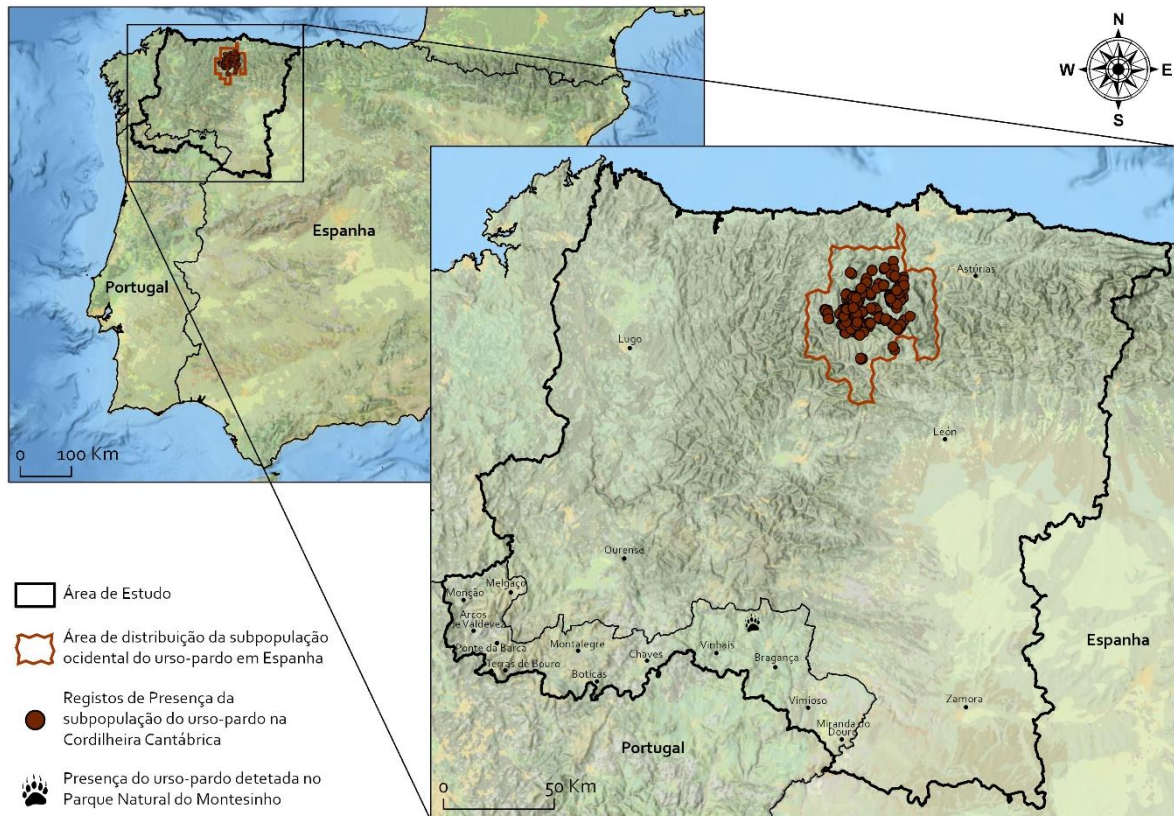 N
W
E
S
Espanha
Portugal
0
100 Km
Astúrias
Lugo
León
Ourense
Melgaço
Monção
Arcos
de Valdevez
Ponte da Barca
Terras de Bouro
Montalegre
Boticas
Chaves
Vinhais
Bragança
Vimioso
Miranda do
Douro
Zamora
Espanha
Portugal
0
50 Km
Área de Estudo
Área de distribuição da subpopulação
ocidental do urso-pardo em Espanha
Registos de Presença da
subpopulação do urso-pardo na
Cordilheira Cantábrica
Presença do urso-pardo detetada no
Parque Natural do Montesinho